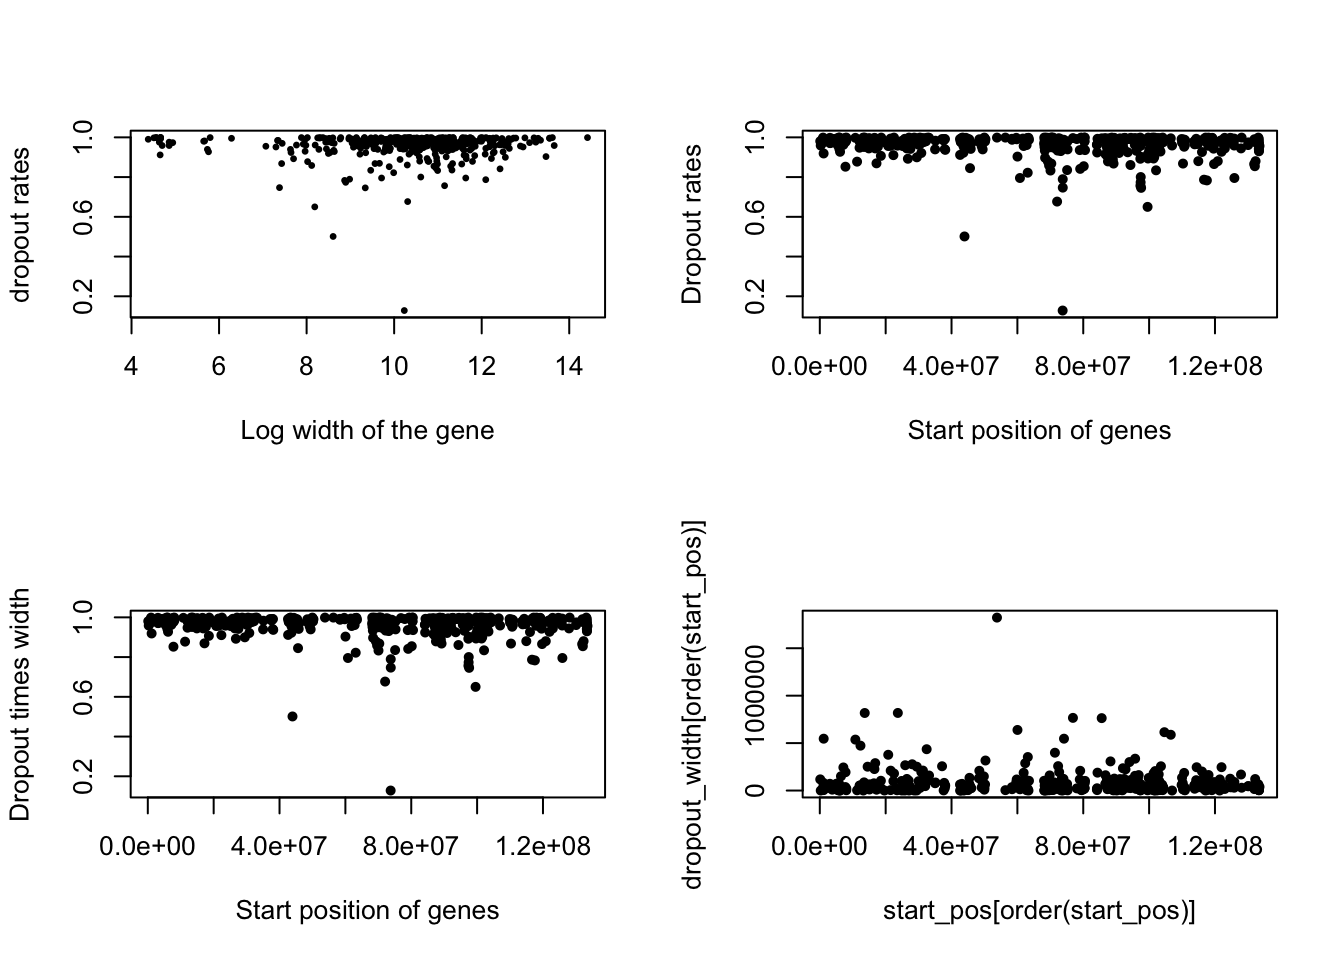 dropout rates
1.0
0.6
0.2
4 6 8 10 12 14
Log width of the gene
Dropout rates
1.0
0.6
0.2
0.0e+00 4.0e+07 8.0e+07 1.2e+08
Start position of genes
Dropout times width
1.0
0.6
0.2
0.0e+00 4.0e+07 8.0e+07 1.2e+08
Start position of genes
dropout_width[order(start_pos)]
1000000
0
0.0e+00 4.0e+07 8.0e+07 1.2e+08
start_pos[order(start_pos)]